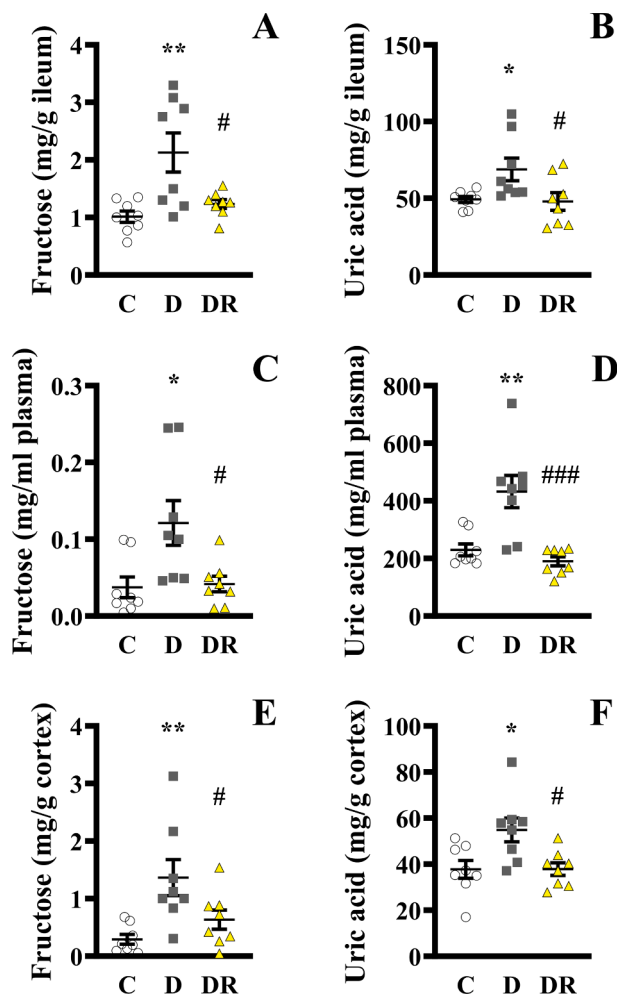 A
Fructose (mg/g ileum)
4
3
2
1
0
**
#
C D DR
B
Uric acid (mg/g ileum)
150
100
50
0
*
#
C D DR
C
Fructose (mg/ml plasma)
0.3
0.2
0.1
0.0
*
#
C D DR
D
Uric acid (mg/ml plasma)
800
600
400
200
0
**
###
C D DR
E
Fructose (mg/g cortex)
4
3
2
1
0
**
#
C D DR
F
Uric acid (mg/g cortex)
100
80
60
40
20
0
*
#
C D DR